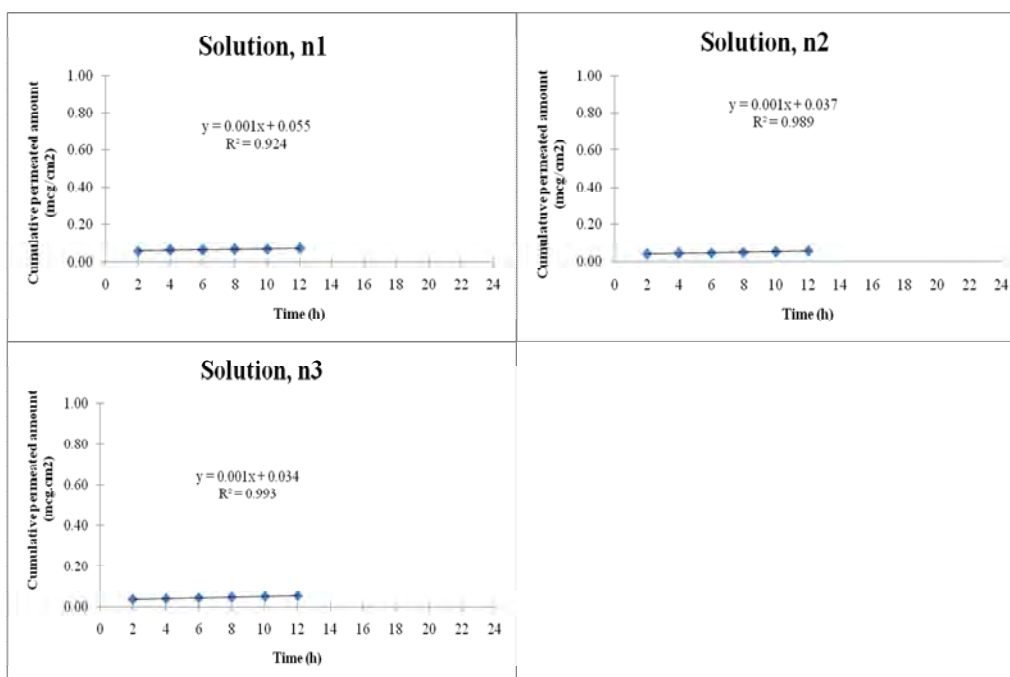 Solution, n1
Cumulative permeated amount
(mcg/cm2)
1.00
0.80
0.60
0.40
0.20
0.00
y = 0.001x + 0.055
R² = 0.924
0 2 4 6 8 10 12 14 16 18 20 22 24
Time (h)
Solution, n2
Cumulatuve permeated amount
(mcg/cm2)
1.00
0.80
0.60
0.40
0.20
0.00
y = 0.001x + 0.037
R² = 0.989
0 2 4 6 8 10 12 14 16 18 20 22 24
Time (h)
Solution, n3
Cumulative permeated amount
(mcg.cm2)
1.00
0.80
0.60
0.40
0.20
0.00
y = 0.001x + 0.034
R² = 0.993
0 2 4 6 8 10 12 14 16 18 20 22 24
Time (h)